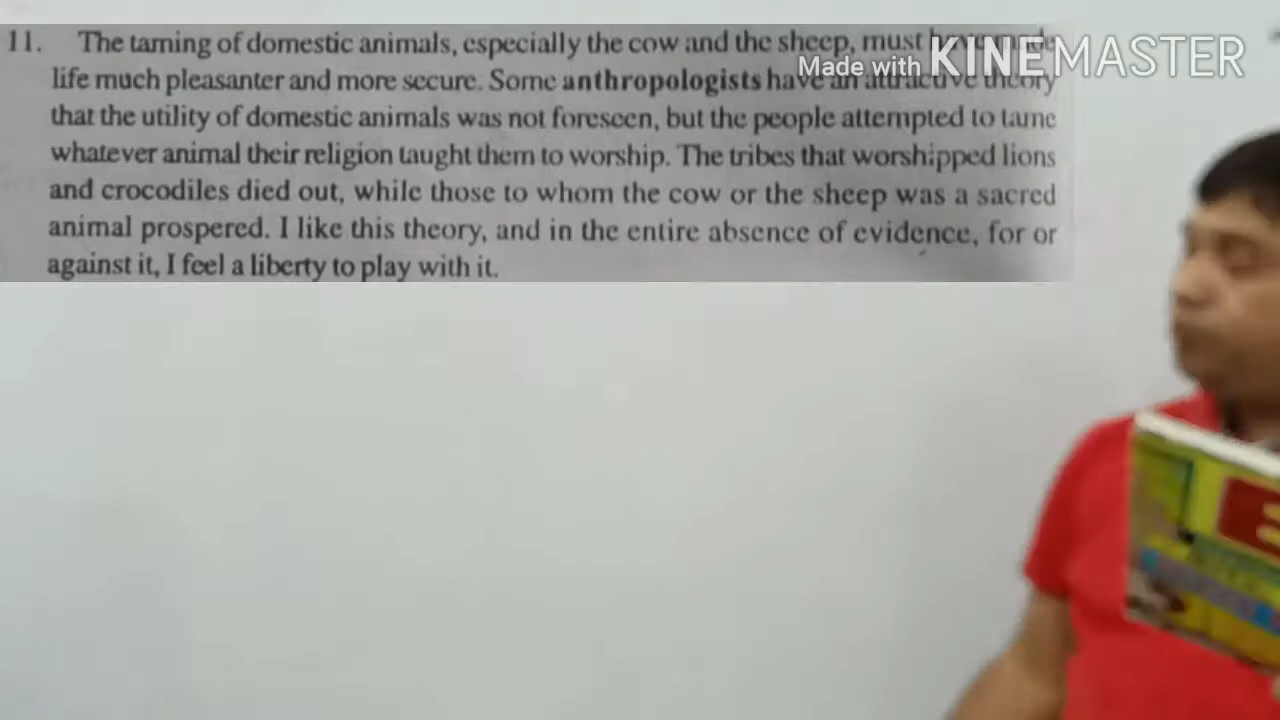 11. The taming of domestic animals, especially the cow and the sheep, must
Made with KINEMASTER
life much pleasanter and more secure. Some anthropologists have an attractive theory
that the utility of domestic animals was not foreseen, but the people attempted to tame
whatever animal their religion taught them to worship. The tribes that worshipped lions
and crocodiles died out, while those to whom the cow or the sheep was a sacred
animal prospered. I like this theory, and in the entire absence of evidence, for or
against it, I feel a liberty to play with it.